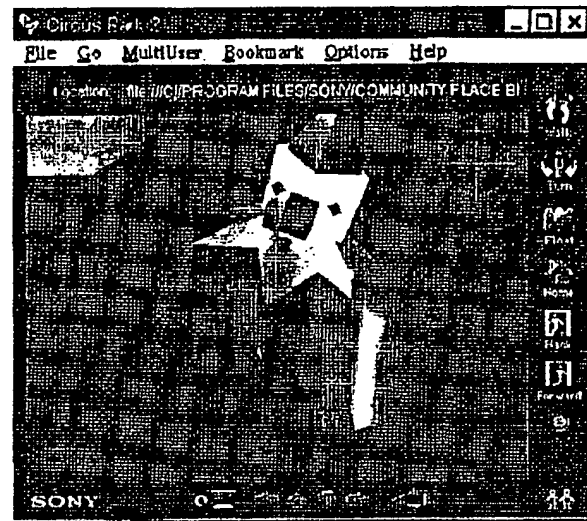 Circus Park 2
File Go MultiUser Bookmark Options Help
Location: file:///C|/PROGRAM FILES/SONY/COMMUNITY PLACE B
Walk
Turn
Float
Home
Back
Forward
SONY